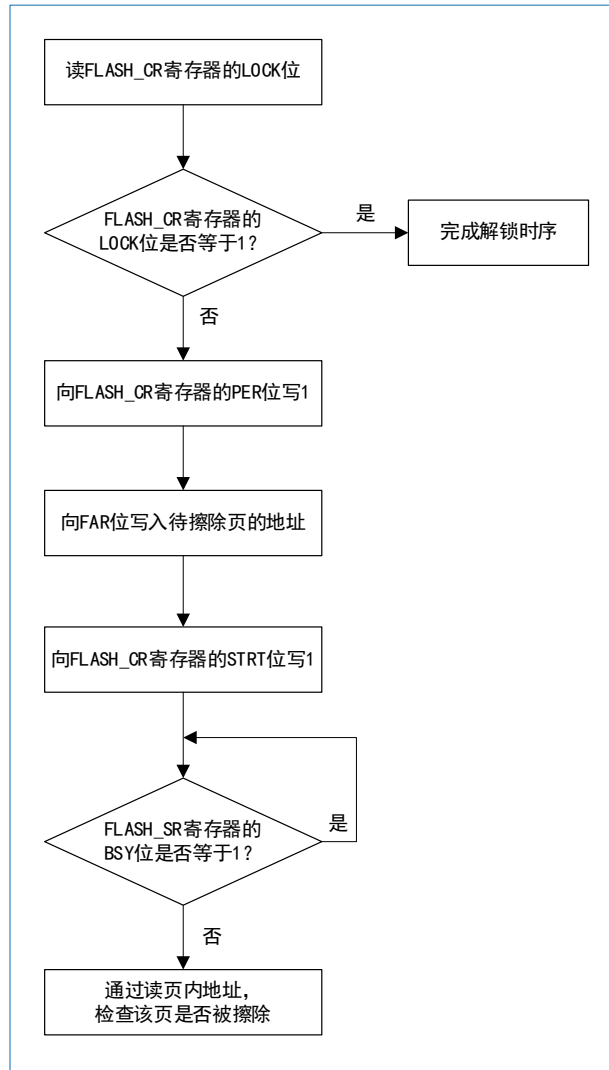 读FLASH_CR寄存器的LOCK位
FLASH_CR寄存器的
LOCK位是否等于1?
是
完成解锁时序
否
向FLASH_CR寄存器的PER位写1
向FAR位写入待擦除页的地址
向FLASH_CR寄存器的STRT位写1
FLASH_SR寄存器的
BSY位是否等于1?
是
否
通过读页内地址，
检查该页是否被擦除